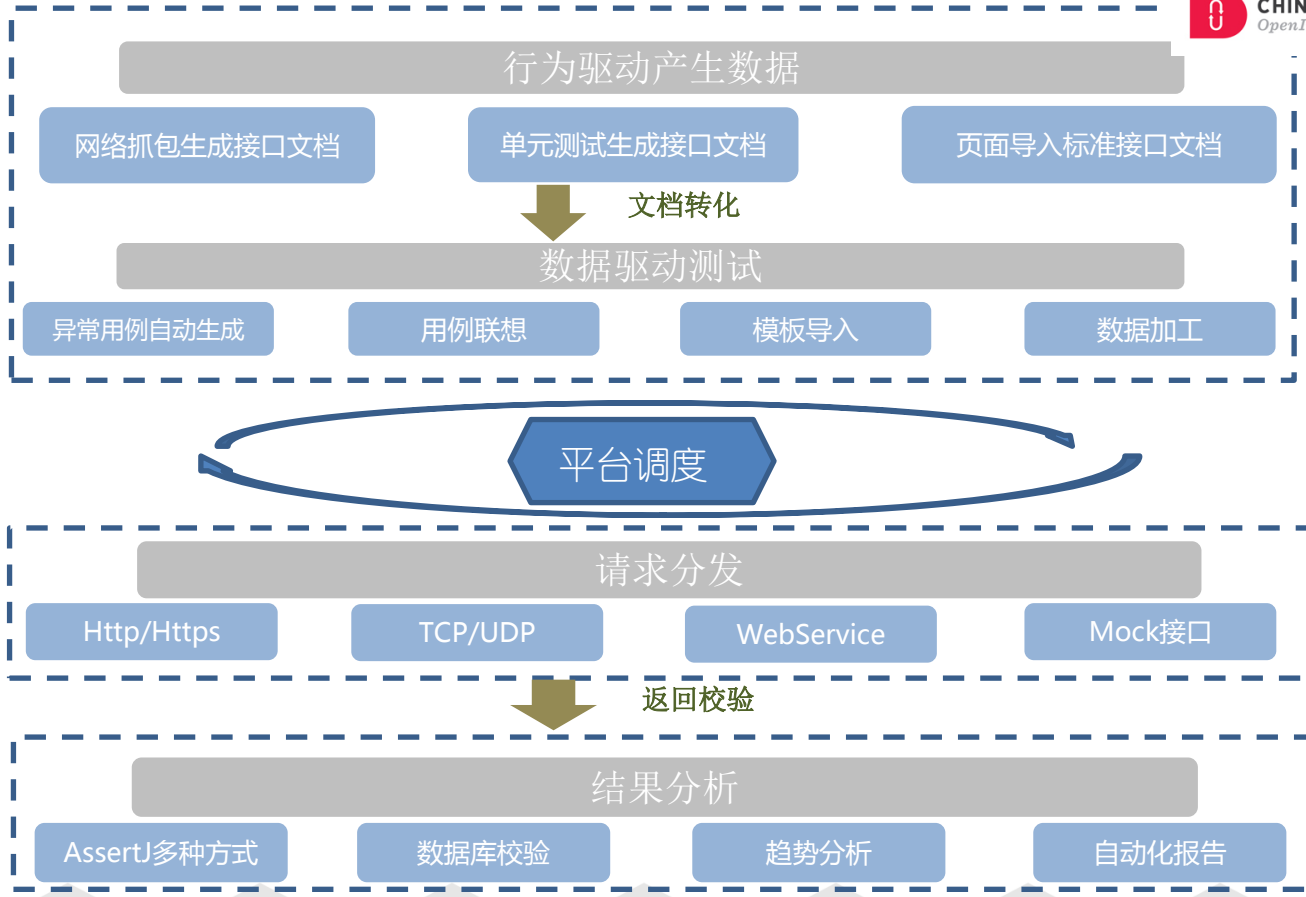 CHIN
OpenI
行为驱动产生数据
网络抓包生成接口文档
单元测试生成接口文档
页面导入标准接口文档
文档转化
数据驱动测试
异常用例自动生成
用例联想
模板导入
数据加工
平台调度
请求分发
Http/Https
TCP/UDP
WebService
Mock接口
返回校验
结果分析
AssertJ多种方式
数据库校验
趋势分析
自动化报告